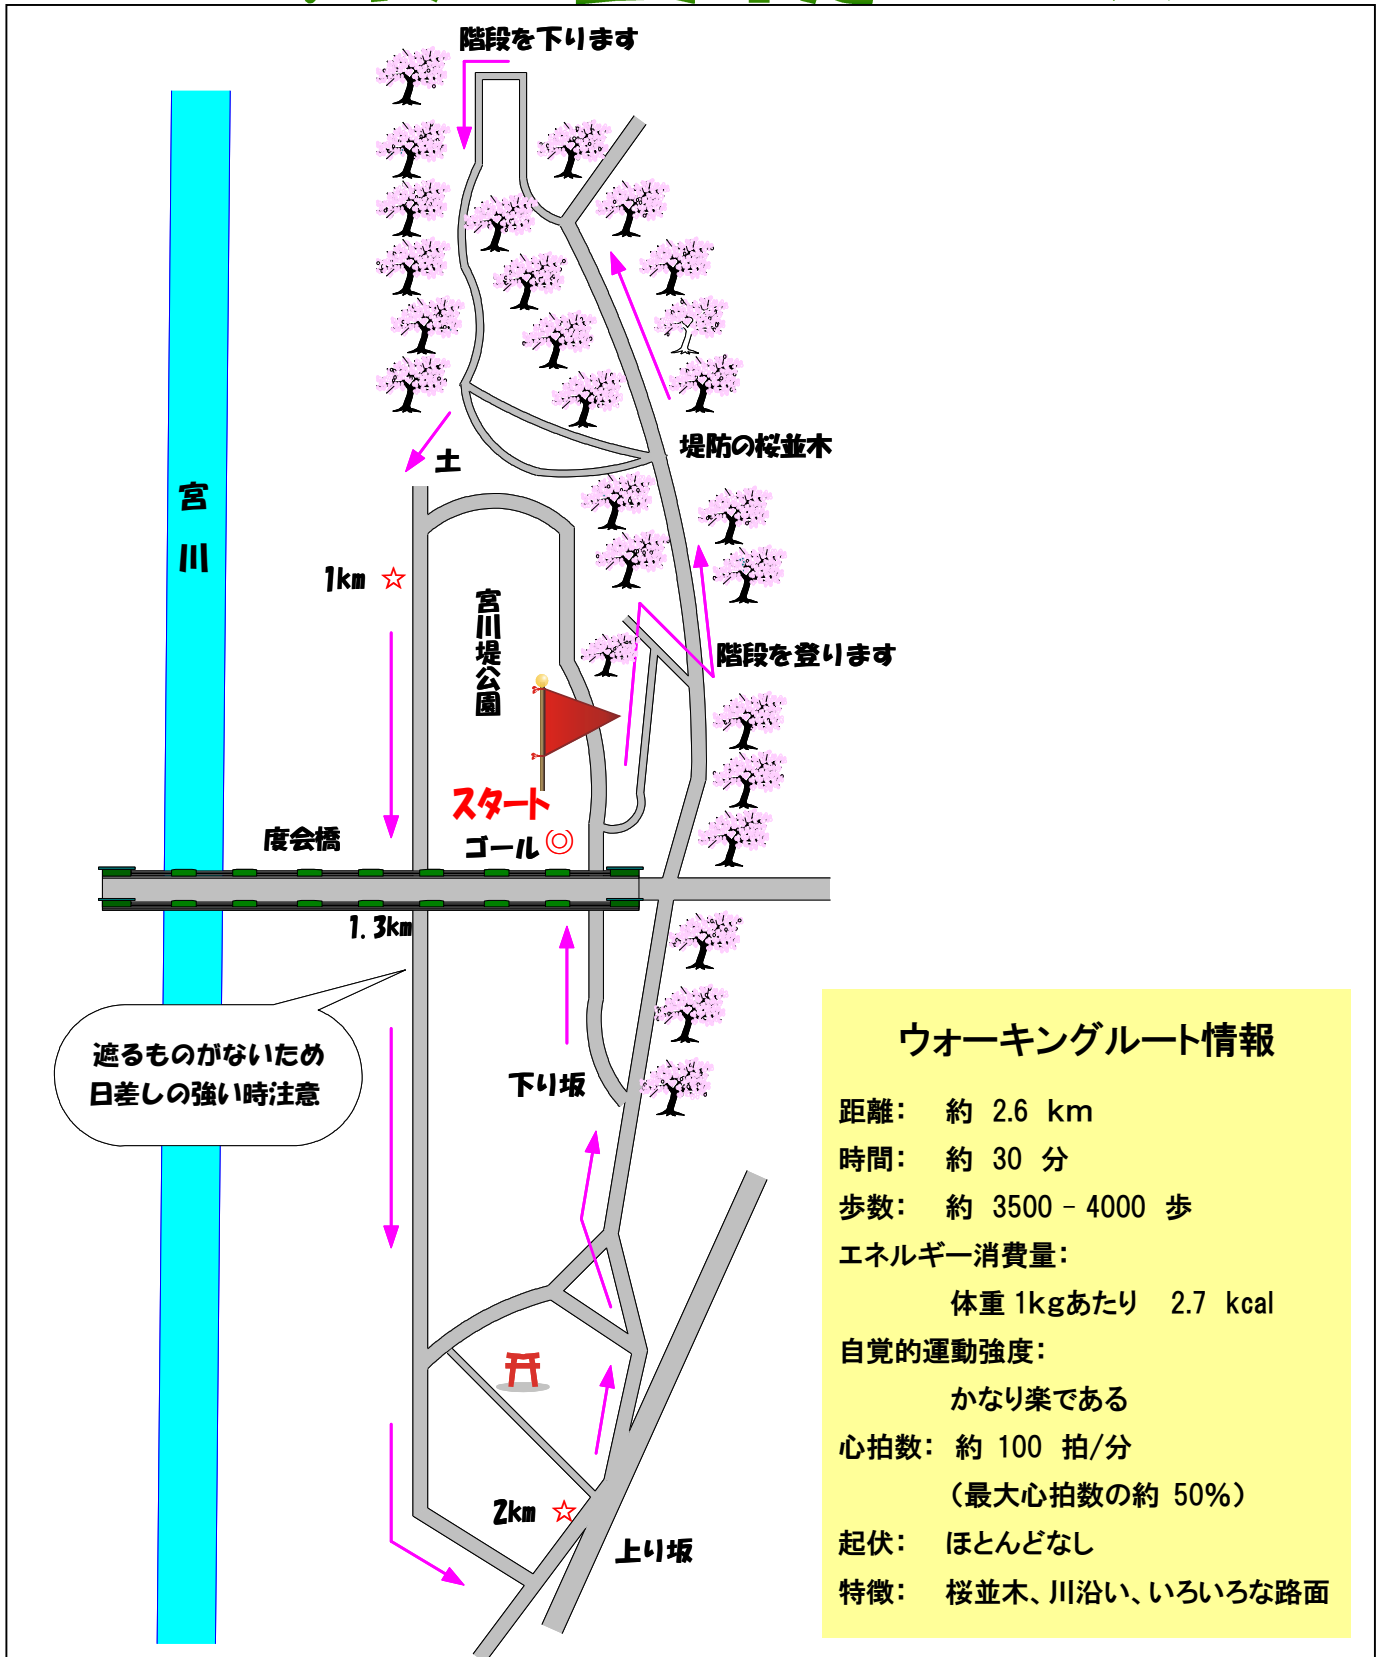 階段を下ります
堤防の桜並木
土
宮川
1km
宮川堤公園
階段を登ります
スタート
ゴール
度会橋
1.3km
遮るものがないため
日差しの強い時注意
下り坂
2km
上り坂
ウォーキングルート情報
距離： 約 2.6 km
時間： 約 30 分
歩数： 約 3500 - 4000 歩
エネルギー消費量：
体重 1kgあたり 2.7 kcal
自覚的運動強度：
かなり楽である
心拍数： 約 100 拍/分
（最大心拍数の約 50%）
起伏： ほとんどなし
特徴： 桜並木、川沿い、いろいろな路面